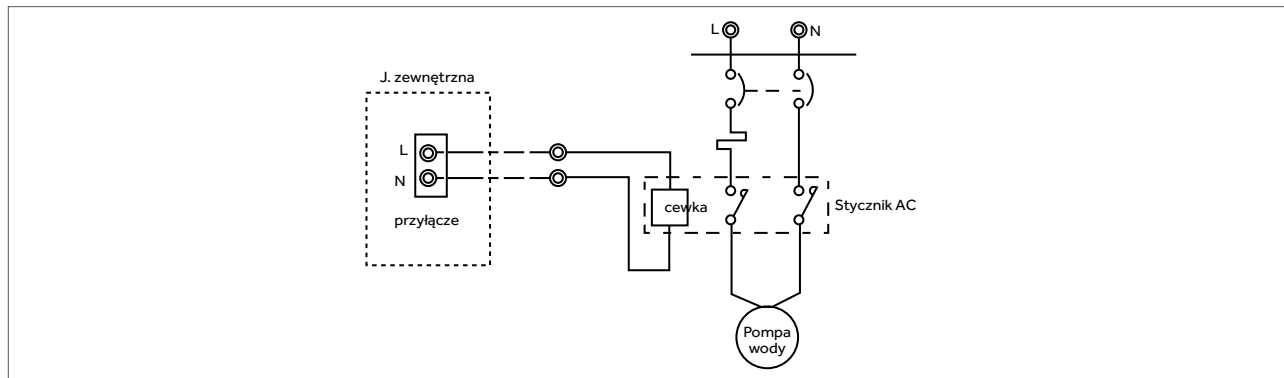 L N
J. zewnętrzna
L
N
przyłącze
cewka
Stycznik AC
Pompa
wody